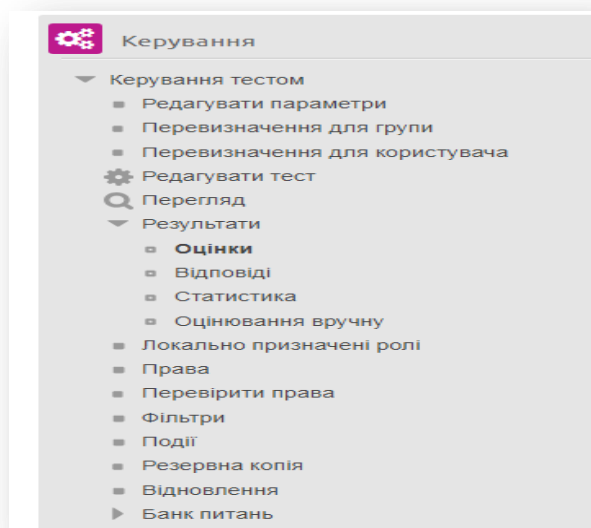 Керування
Керування тестом
Редагувати параметри
Перевизначення для групи
Перевизначення для користувача
Редагувати тест
Перегляд
Результати
Оцінки
Відповіді
Статистика
Оцінювання вручну
Локально призначені ролі
Права
Перевірити права
Фільтри
Події
Резервна копія
Відновлення
Банк питань